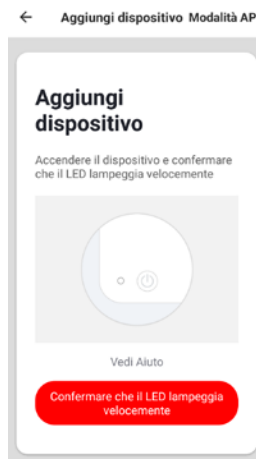 Aggiungi dispositivo Modalità AP
Aggiungi
dispositivo
Accendere il dispositivo e confermare
che il LED lampeggia velocemente
Vedi Aiuto
Confermare che il LED lampeggia
velocemente